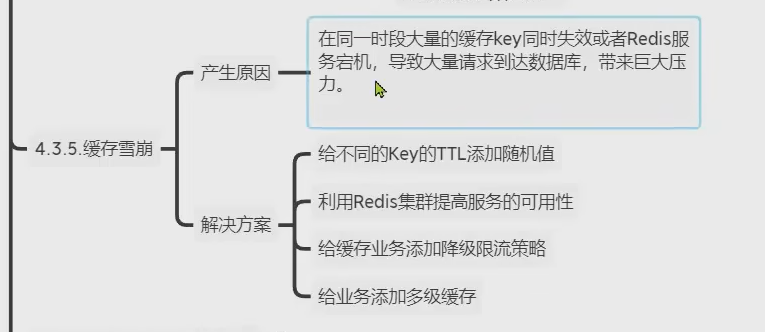 产生原因
在同一时段大量的缓存key同时失效或者Redis服
务宕机，导致大量请求到达数据库，带来巨大压
力。
4.3.5.缓存雪崩
解决方案
给不同的Key的TTL添加随机值
利用Redis集群提高服务的可用性
给缓存业务添加降级限流策略
给业务添加多级缓存